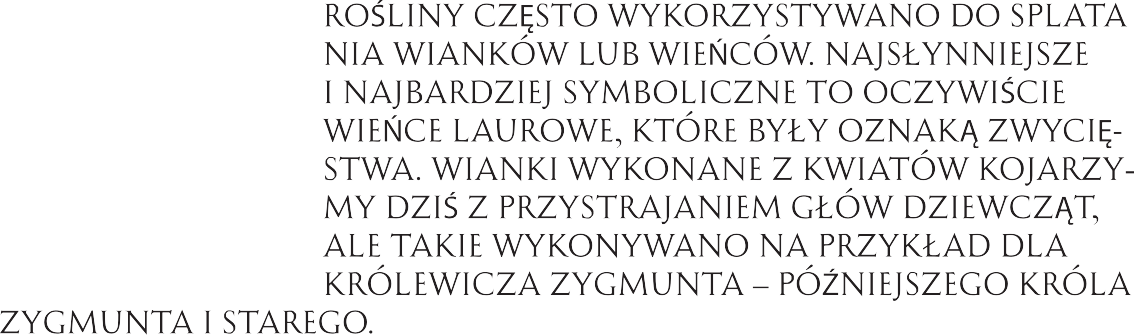 ROŚLINY CZĘSTO WYKORZYSTYWANO DO SPLATA
NIA WIANKÓW LUB WIEŃCÓW. NAJSŁYNNIEJSZE
I NAJBARDZIEJ SYMBOLICZNE TO OCZYWIŚCIE
WIEŃCE LAUROWE, KTÓRE BYŁY OZNAKĄ ZWYCIĘ-
STWA. WIANKI WYKONANE Z KWIATÓW KOJARZY-
MY DZIŚ Z PRZYSTRAJANIEM GŁÓW DZIEWCZĄT,
ALE TAKIE WYKONYWANO NA PRZYKŁAD DLA
KRÓLEWICZA ZYGMUNTA – PÓŹNIEJSZEGO KRÓLA
ZYGMUNTA I STAREGO.